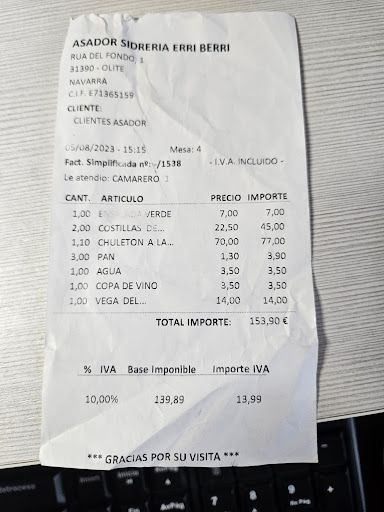 ASADOR SIDRERIA ERRI BERRI
RUA DEL FONDO, 1
31390 - OLITE
NAVARRA
C.I.F. E71365159
CLIENTE:
CLIENTES ASADOR
05/08/2023 - 15:15 Mesa: 4
Fact. Simplificada nº: -/1538 - I.V.A. INCLUIDO -
Le atendio: CAMARERO 1
CANT. ARTICULO PRECIO IMPORTE
1,00 ENSALADA VERDE 7,00 7,00
2,00 COSTILLAS DE... 22,50 45,00
1,10 CHULETON A LA... 70,00 77,00
3,00 PAN 1,30 3,90
1,00 AGUA 3,50 3,50
1,00 COPA DE VINO 3,50 3,50
1,00 VEGA DEL... 14,00 14,00
TOTAL IMPORTE: 153,90 €
% IVA Base Imponible Importe IVA
10,00% 139,89 13,99
*** GRACIAS POR SU VISITA ***